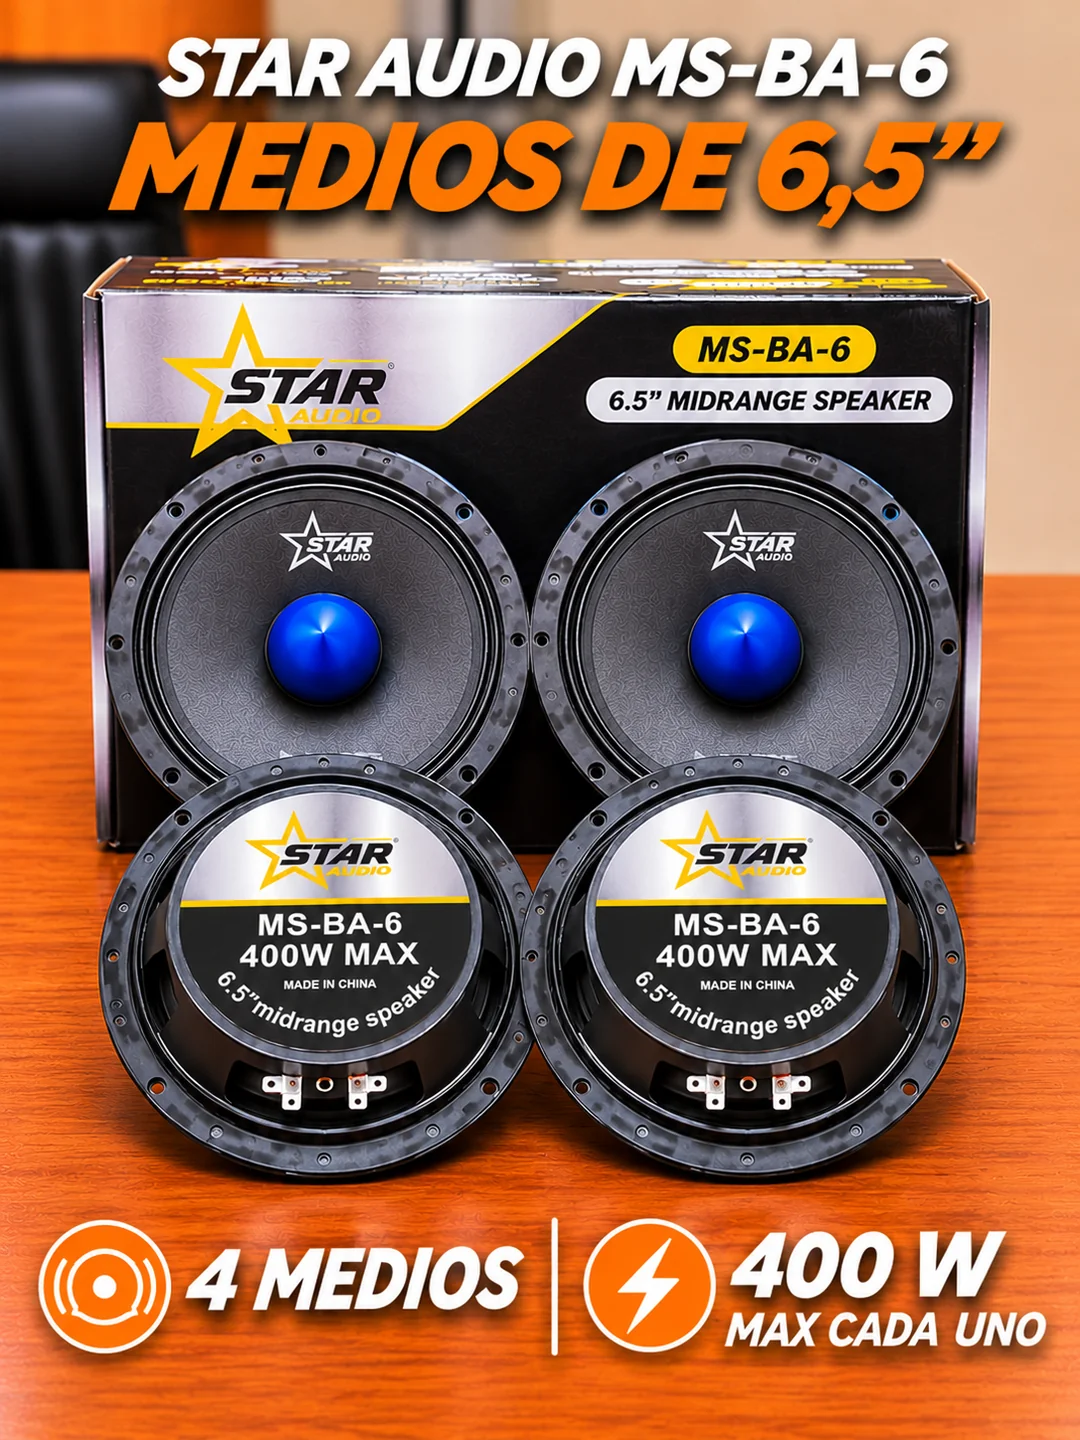 STAR AUDIO MS-BA-6
MEDIOS DE 6,5”
STAR
AUDIO
MS-BA-6
6.5” MIDRANGE SPEAKER
STAR
AUDIO
STAR
AUDIO
STAR
AUDIO
MS-BA-6
400W MAX
MADE IN CHINA
6.5” midrange speaker
STAR
AUDIO
MS-BA-6
400W MAX
MADE IN CHINA
6.5” midrange speaker
4 MEDIOS
400 W
MAX CADA UNO